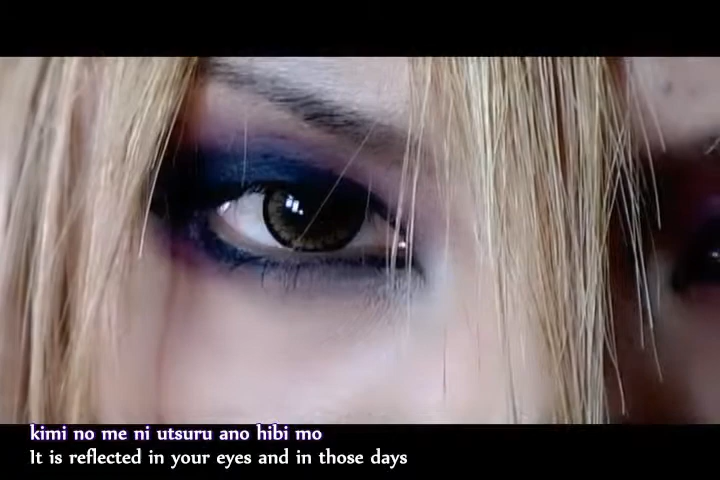 kimi no me ni utsuru ano hibi mo
It is reflected in your eyes and in those days